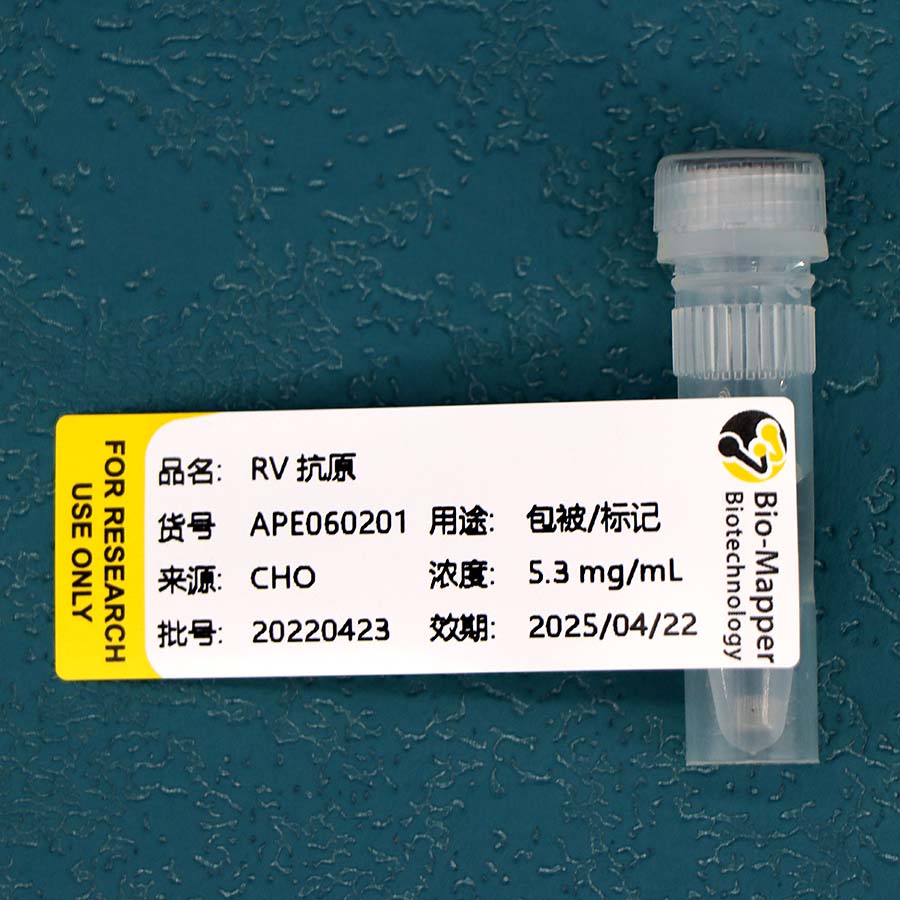 FOR RESEARCH
USE ONLY
品名: RV 抗原
货号 APE060201 用途: 包被/标记
来源: CHO 浓度: 5.3 mg/mL
批号: 20220423 效期: 2025/04/22
Bio-Mapper
Biotechnology